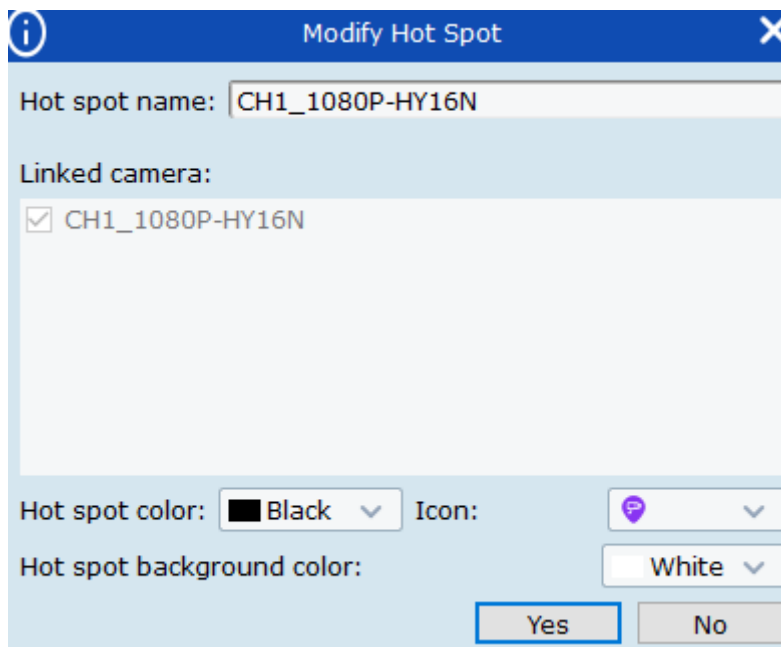 Modify Hot Spot
Hot spot name: CH1_1080P-HY16N
Linked camera:
CH1_1080P-HY16N
Hot spot color: Black Icon:
Hot spot background color: White
Yes No